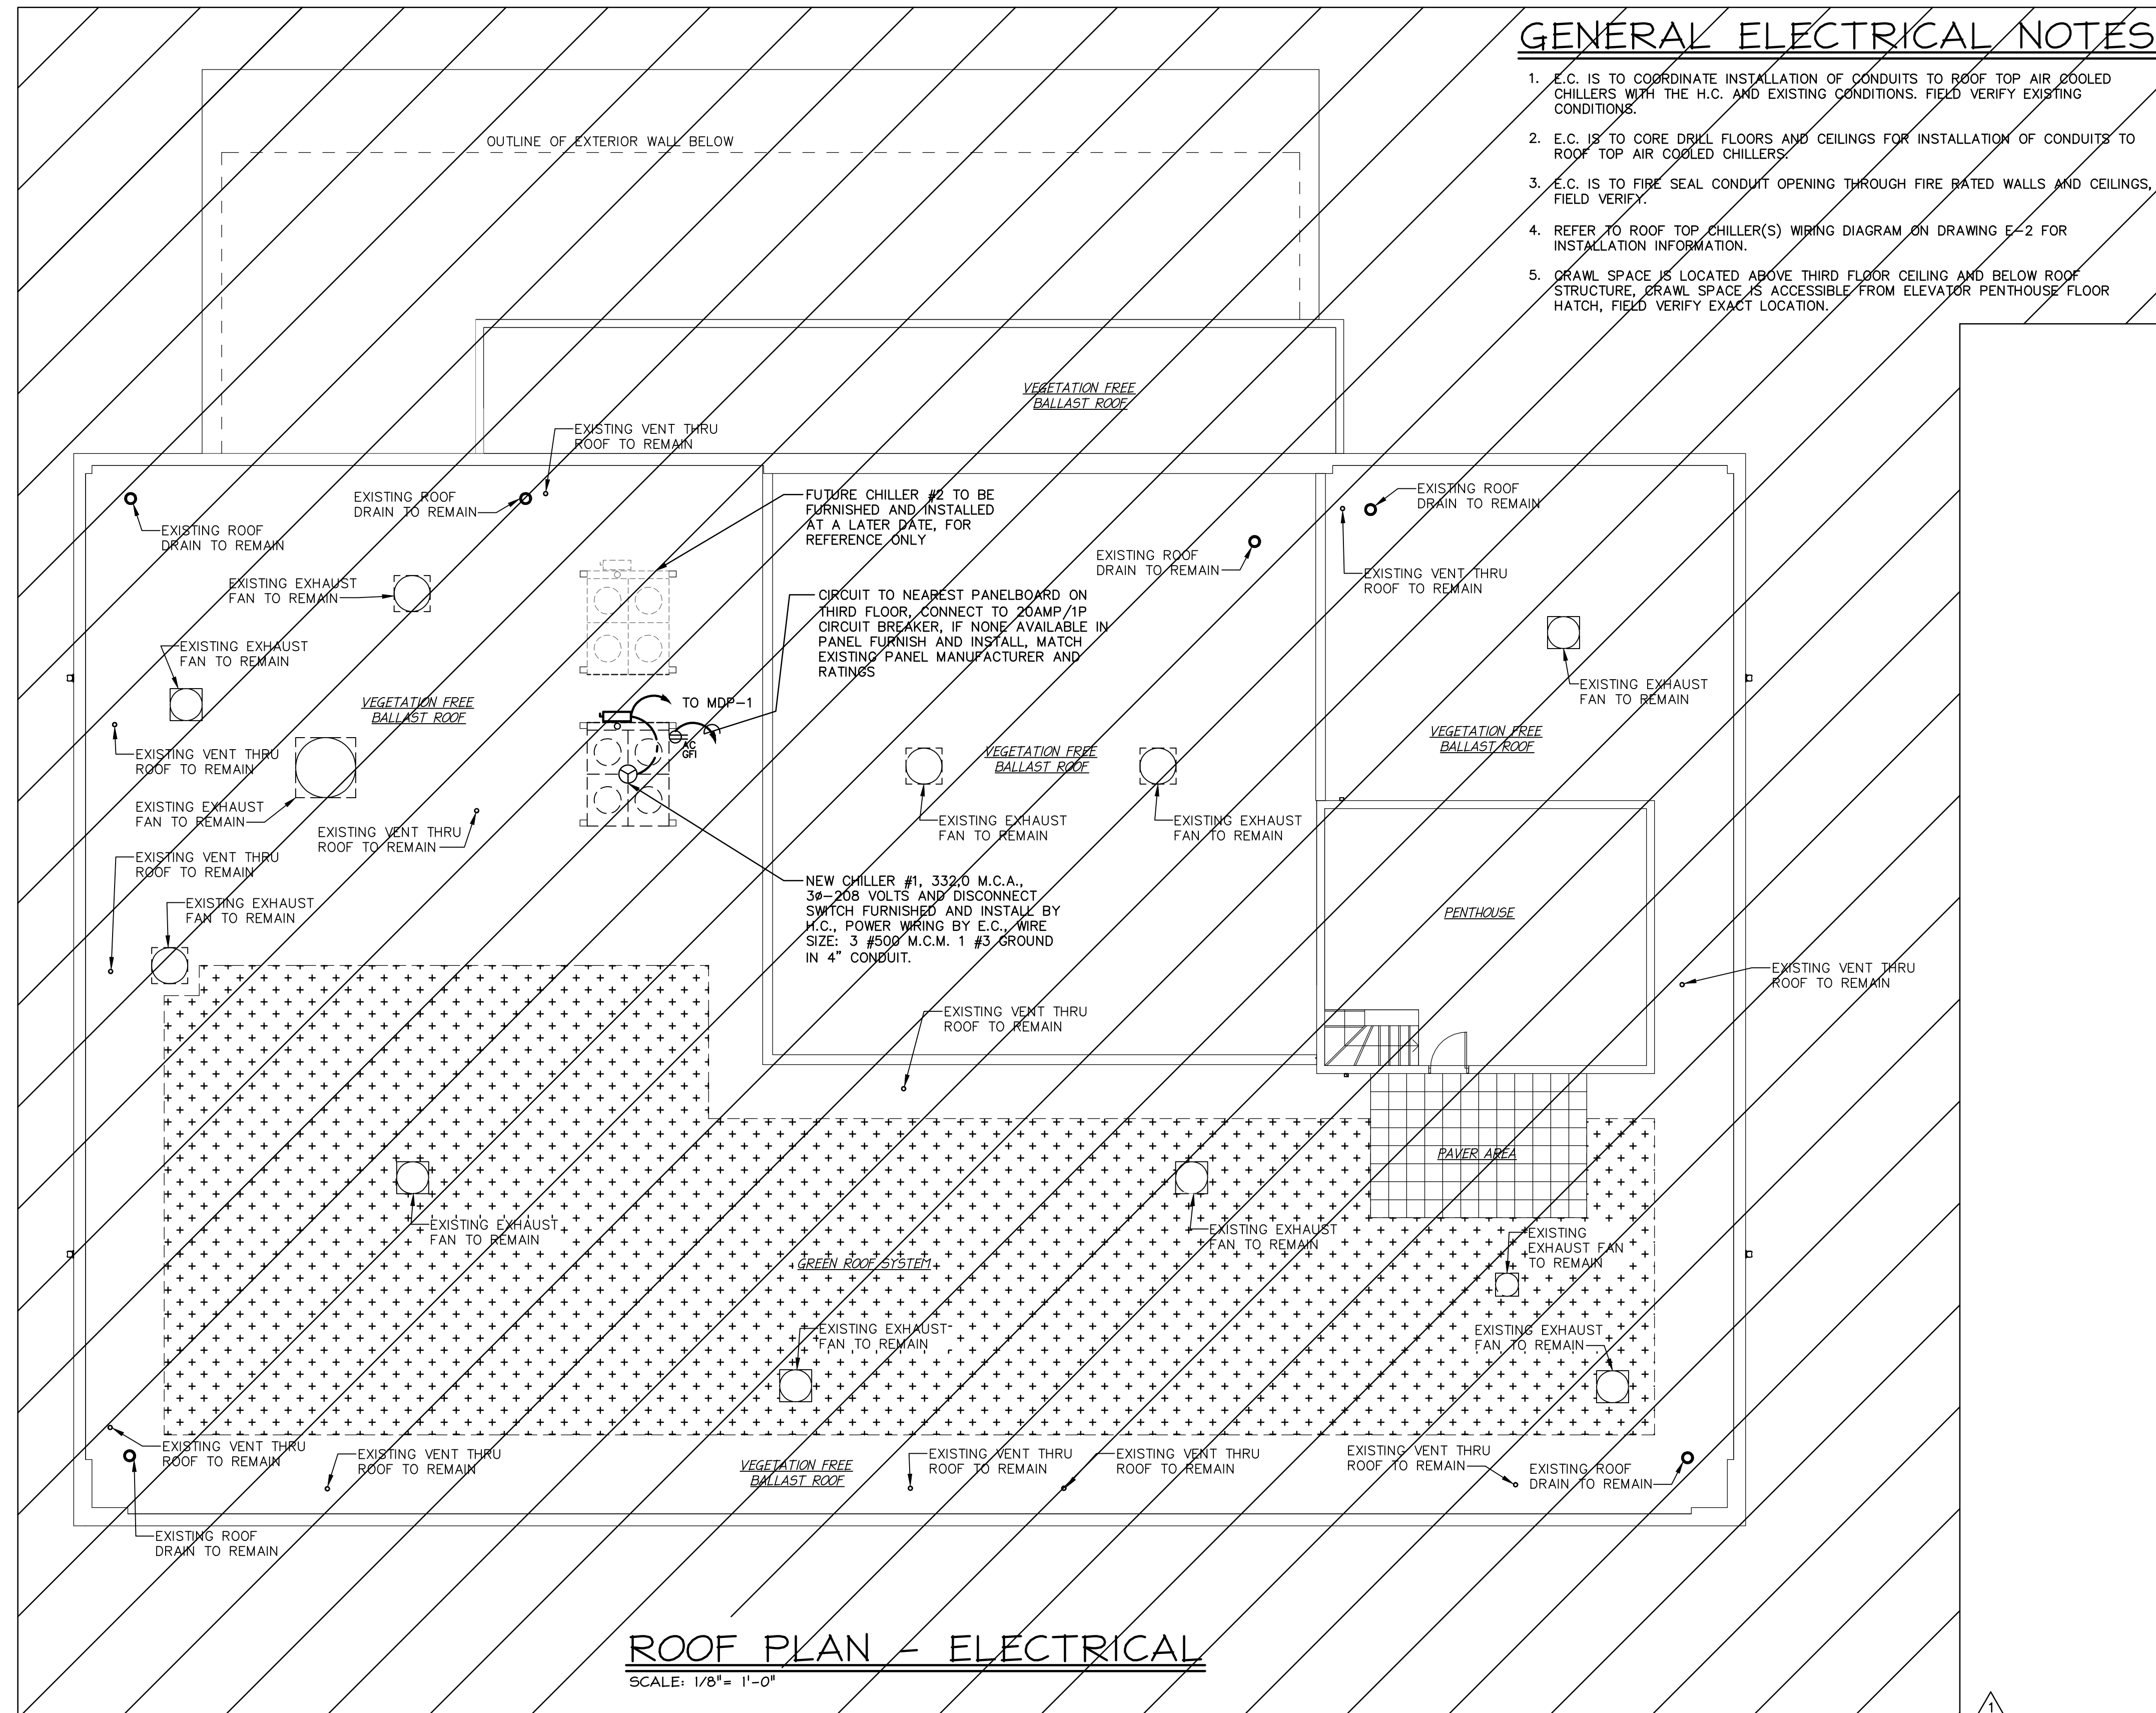 GENERAL ELECTRICAL NOTES
1. E.C. IS TO COORDINATE INSTALLATION OF CONDUITS TO ROOF TOP AIR COOLED
CHILLERS WITH THE H.C. AND EXISTING CONDITIONS. FIELD VERIFY EXISTING
CONDITIONS.
2. E.C. IS TO CORE DRILL FLOORS AND CEILINGS FOR INSTALLATION OF CONDUITS TO
ROOF TOP AIR COOLED CHILLERS.
3. E.C. IS TO FIRE SEAL CONDUIT OPENING THROUGH FIRE RATED WALLS AND CEILINGS,
FIELD VERIFY.
4. REFER TO ROOF TOP CHILLER(S) WIRING DIAGRAM ON DRAWING E-2 FOR
INSTALLATION INFORMATION.
5. CRAWL SPACE IS LOCATED ABOVE THIRD FLOOR CEILING AND BELOW ROOF
STRUCTURE, CRAWL SPACE IS ACCESSIBLE FROM ELEVATOR PENTHOUSE FLOOR
HATCH, FIELD VERIFY EXACT LOCATION.
OUTLINE OF EXTERIOR WALL BELOW
VEGETATION FREE
BALLAST ROOF
EXISTING VENT THRU
ROOF TO REMAIN
EXISTING ROOF
DRAIN TO REMAIN
EXISTING ROOF
DRAIN TO REMAIN
FUTURE CHILLER #2 TO BE
FURNISHED AND INSTALLED
AT A LATER DATE, FOR
REFERENCE ONLY
EXISTING ROOF
DRAIN TO REMAIN
EXISTING ROOF
DRAIN TO REMAIN
EXISTING VENT THRU
ROOF TO REMAIN
EXISTING EXHAUST
FAN TO REMAIN
CIRCUIT TO NEAREST PANELBOARD ON
THIRD FLOOR, CONNECT TO 20AMP/1P
CIRCUIT BREAKER, IF NONE AVAILABLE IN
PANEL FURNISH AND INSTALL, MATCH
EXISTING PANEL MANUFACTURER AND
RATINGS
EXISTING EXHAUST
FAN TO REMAIN
EXISTING EXHAUST
FAN TO REMAIN
VEGETATION FREE
BALLAST ROOF
TO MDP-1
AC
GFI
VEGETATION FREE
BALLAST ROOF
VEGETATION FREE
BALLAST ROOF
EXISTING VENT THRU
ROOF TO REMAIN
EXISTING EXHAUST
FAN TO REMAIN
EXISTING VENT THRU
ROOF TO REMAIN
EXISTING EXHAUST
FAN TO REMAIN
EXISTING EXHAUST
FAN TO REMAIN
EXISTING VENT THRU
ROOF TO REMAIN
EXISTING EXHAUST
FAN TO REMAIN
NEW CHILLER #1, 332.0 M.C.A.,
3ø-208 VOLTS AND DISCONNECT
SWITCH FURNISHED AND INSTALL BY
H.C., POWER WIRING BY E.C., WIRE
SIZE: 3 #500 M.C.M. 1 #3 GROUND
IN 4" CONDUIT.
PENTHOUSE
EXISTING VENT THRU
ROOF TO REMAIN
EXISTING VENT THRU
ROOF TO REMAIN
PAVER AREA
EXISTING EXHAUST
FAN TO REMAIN
EXISTING EXHAUST
FAN TO REMAIN
EXISTING
EXHAUST FAN
TO REMAIN
GREEN ROOF SYSTEM
EXISTING EXHAUST
FAN TO REMAIN
EXISTING EXHAUST
FAN TO REMAIN
EXISTING VENT THRU
ROOF TO REMAIN
EXISTING VENT THRU
ROOF TO REMAIN
VEGETATION FREE
BALLAST ROOF
EXISTING VENT THRU
ROOF TO REMAIN
EXISTING VENT THRU
ROOF TO REMAIN
EXISTING VENT THRU
ROOF TO REMAIN
EXISTING ROOF
DRAIN TO REMAIN
EXISTING ROOF
DRAIN TO REMAIN
ROOF PLAN - ELECTRICAL
SCALE: 1/8"= 1'-0"
1